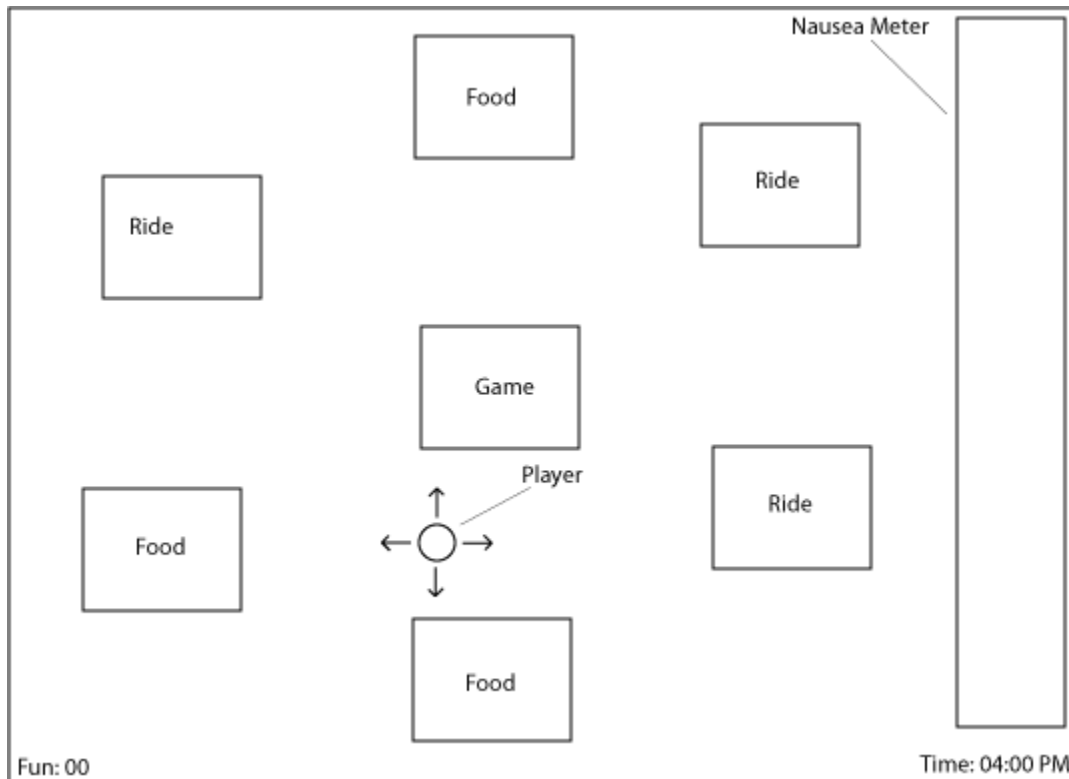 Nausea Meter
Food
Ride
Ride
Game
Player
Ride
Food
Food
Fun: 00
Time: 04:00 PM